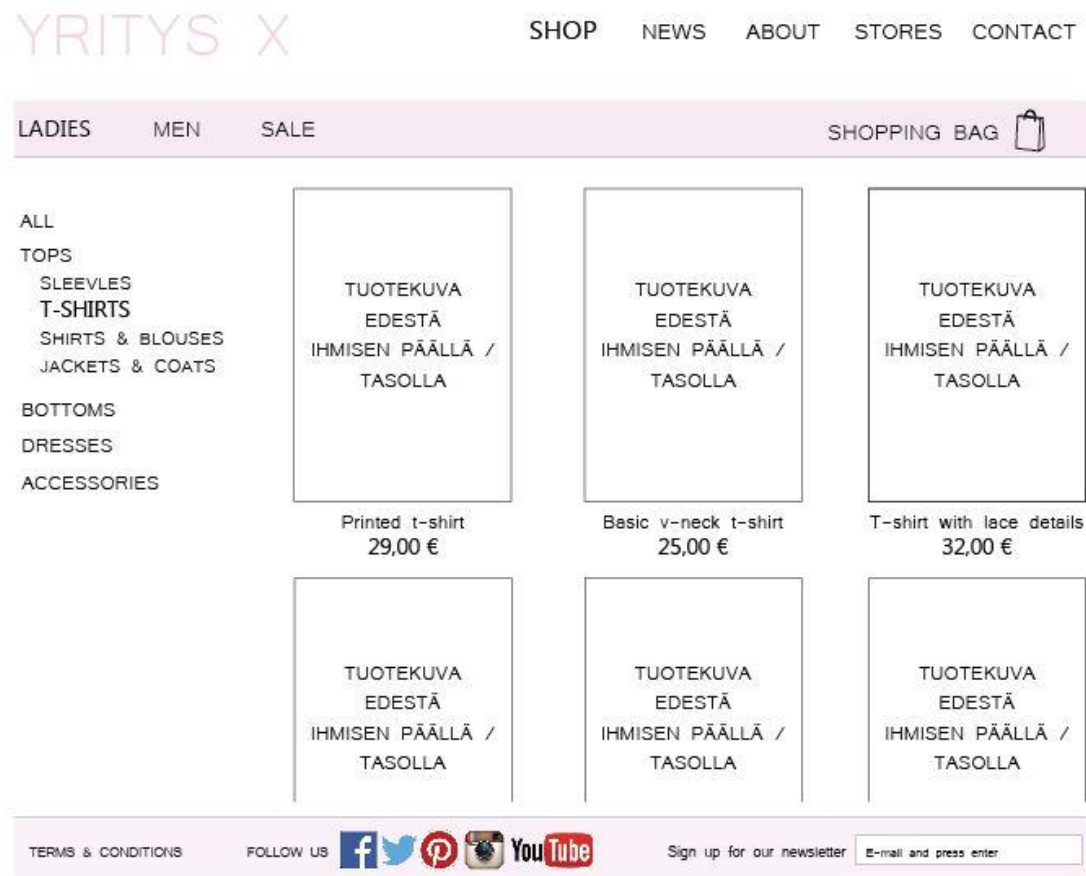 YRITYS X
SHOP NEWS ABOUT STORES CONTACT
LADIES MEN SALE SHOPPING BAG
ALL
TOPS
SLEEVLES
T-SHIRTS
SHIRTS & BLOUSES
JACKETS & COATS
BOTTOMS
DRESSES
ACCESSORIES
TUOTEKUVA
EDESTÄ
IHMISEN PÄÄLLÄ /
TASOLLA
Printed t-shirt
29,00 €
TUOTEKUVA
EDESTÄ
IHMISEN PÄÄLLÄ /
TASOLLA
Basic v-neck t-shirt
25,00 €
TUOTEKUVA
EDESTÄ
IHMISEN PÄÄLLÄ /
TASOLLA
T-shirt with lace details
32,00 €
TUOTEKUVA
EDESTÄ
IHMISEN PÄÄLLÄ /
TASOLLA
TUOTEKUVA
EDESTÄ
IHMISEN PÄÄLLÄ /
TASOLLA
TUOTEKUVA
EDESTÄ
IHMISEN PÄÄLLÄ /
TASOLLA
TERMS & CONDITIONS FOLLOW US YouTube Sign up for our newsletter E-mail and press enter